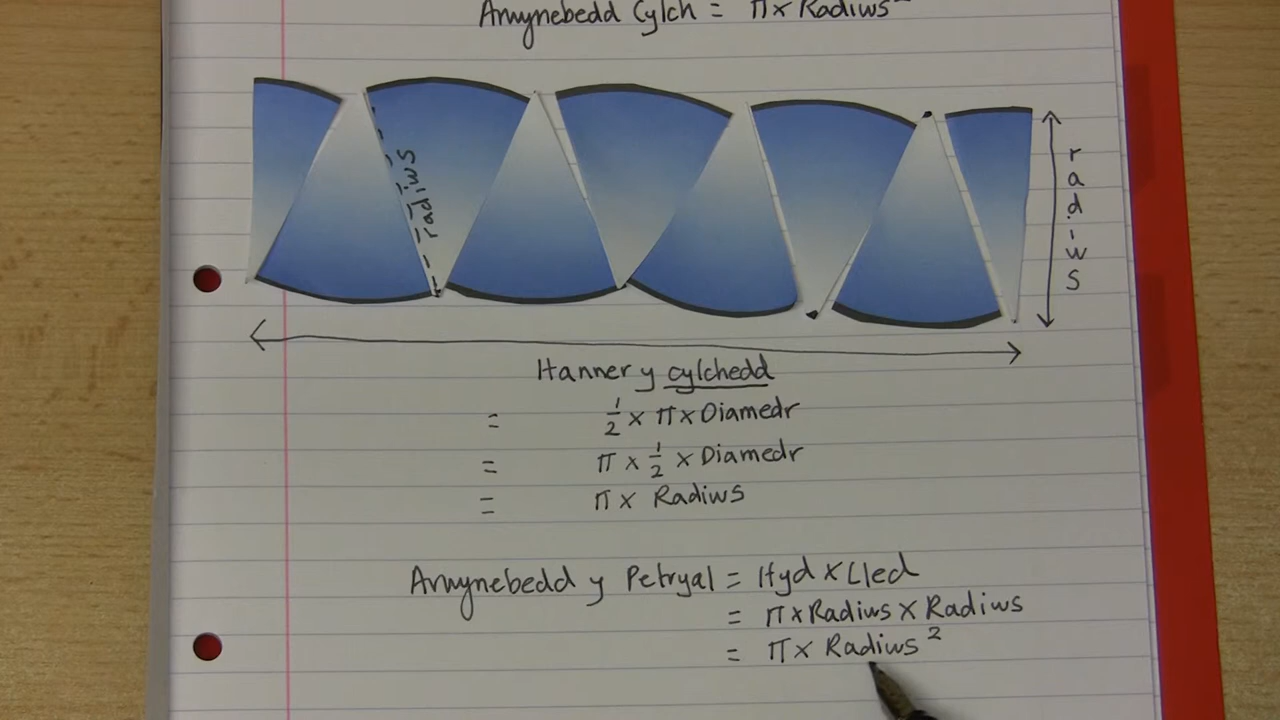 Arwynebedd Cylch = π x Radiws²
radiws
radiws
Hanner y cylchedd
= ½ x π x Diamedr
= π x ½ x Diamedr
= π x Radiws
Arwynebedd y Petryal = Hyd x Lled
= π x Radiws x Radiws
= π x Radiws²